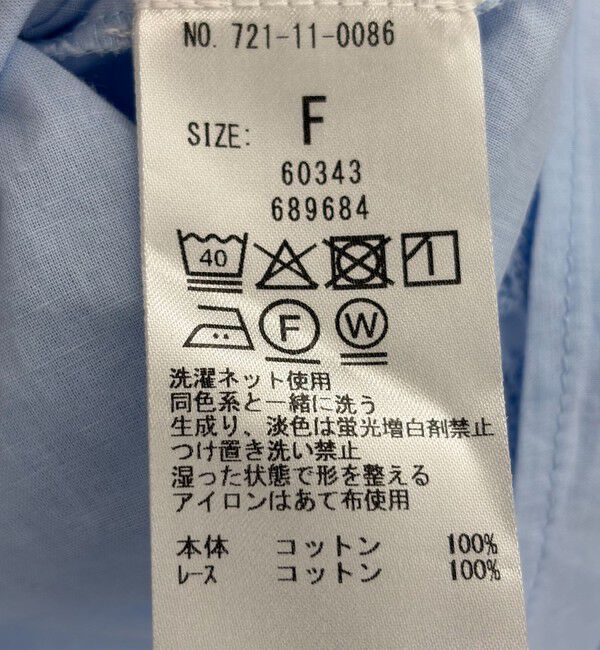 NO. 721-11-0086
SIZE: F
60343
689684
40
F W
洗濯ネット使用
同色系と一緒に洗う
生成り、淡色は蛍光増白剤禁止
つけ置き洗い禁止
湿った状態で形を整える
アイロンはあて布使用
本体 コットン 100%
レース コットン 100%